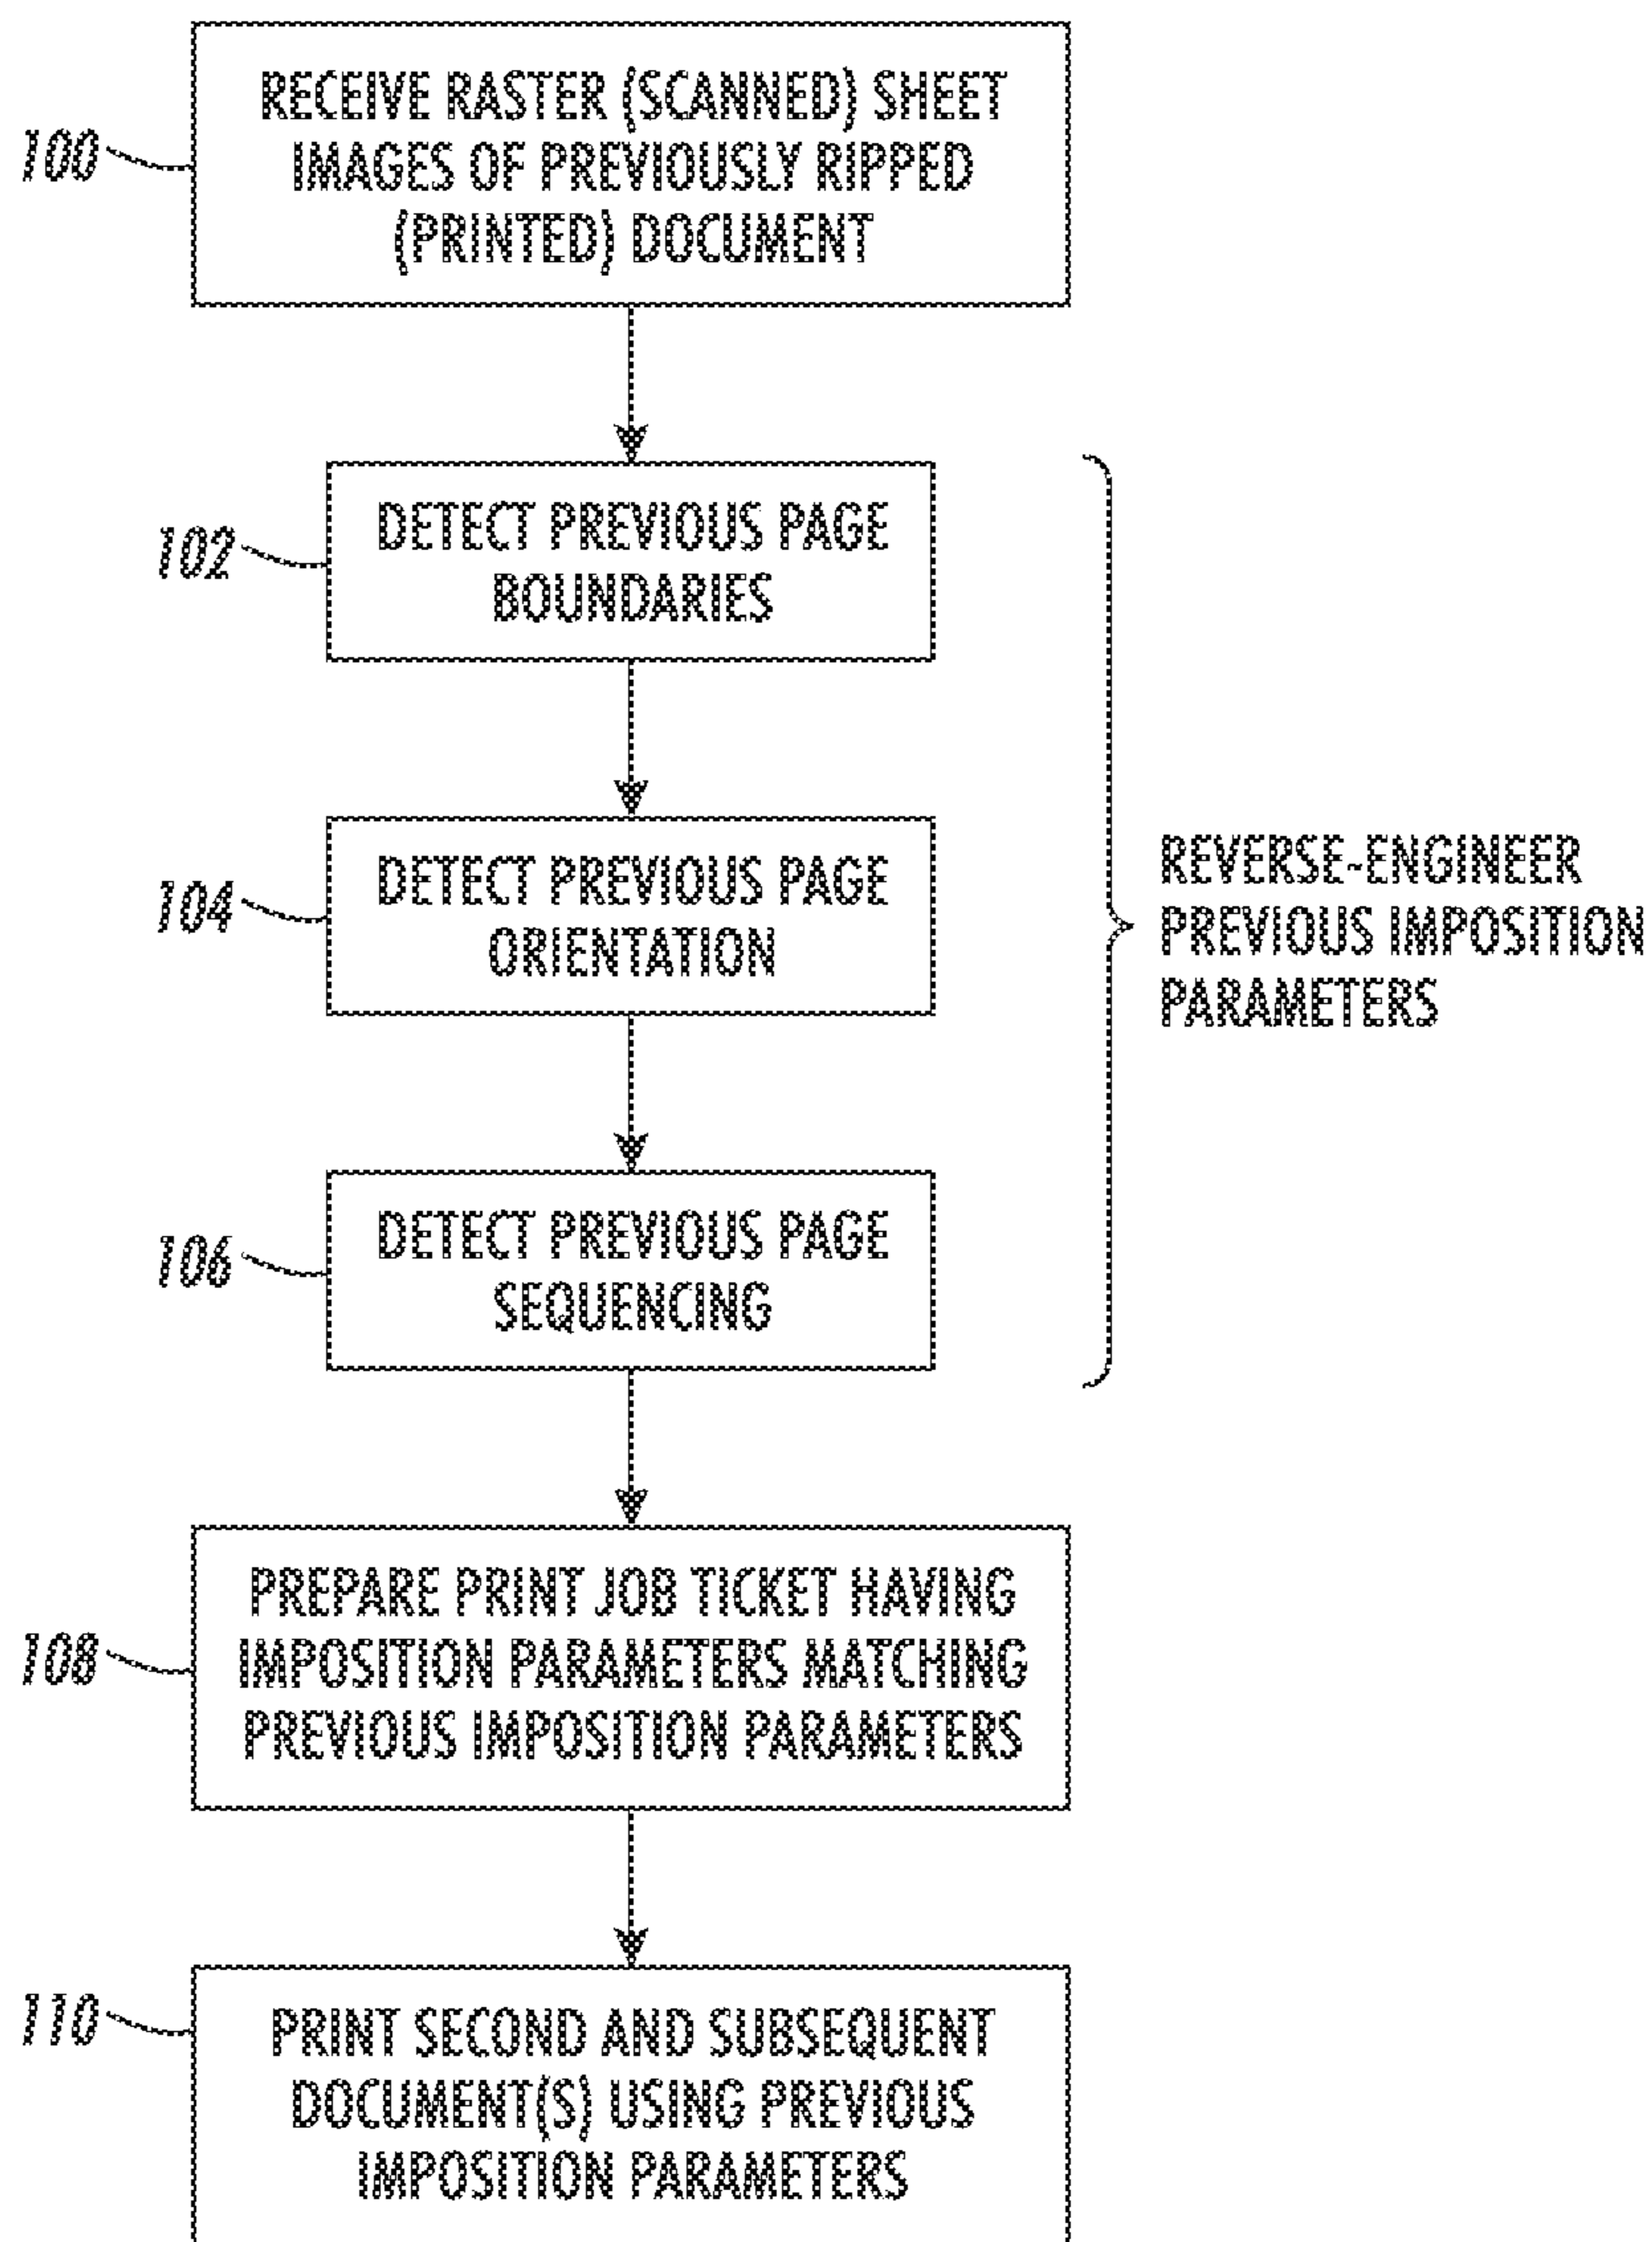 100
RECEIVE RASTER (SCANNED) SHEET
IMAGES OF PREVIOUSLY RIPPED
(PRINTED) DOCUMENT
102
DETECT PREVIOUS PAGE
BOUNDARIES
104
DETECT PREVIOUS PAGE
ORIENTATION
REVERSE-ENGINEER
PREVIOUS IMPOSITION
PARAMETERS
106
DETECT PREVIOUS PAGE
SEQUENCING
108
PREPARE PRINT JOB TICKET HAVING
IMPOSITION PARAMETERS MATCHING
PREVIOUS IMPOSITION PARAMETERS
110
PRINT SECOND AND SUBSEQUENT
DOCUMENT(S) USING PREVIOUS
IMPOSITION PARAMETERS